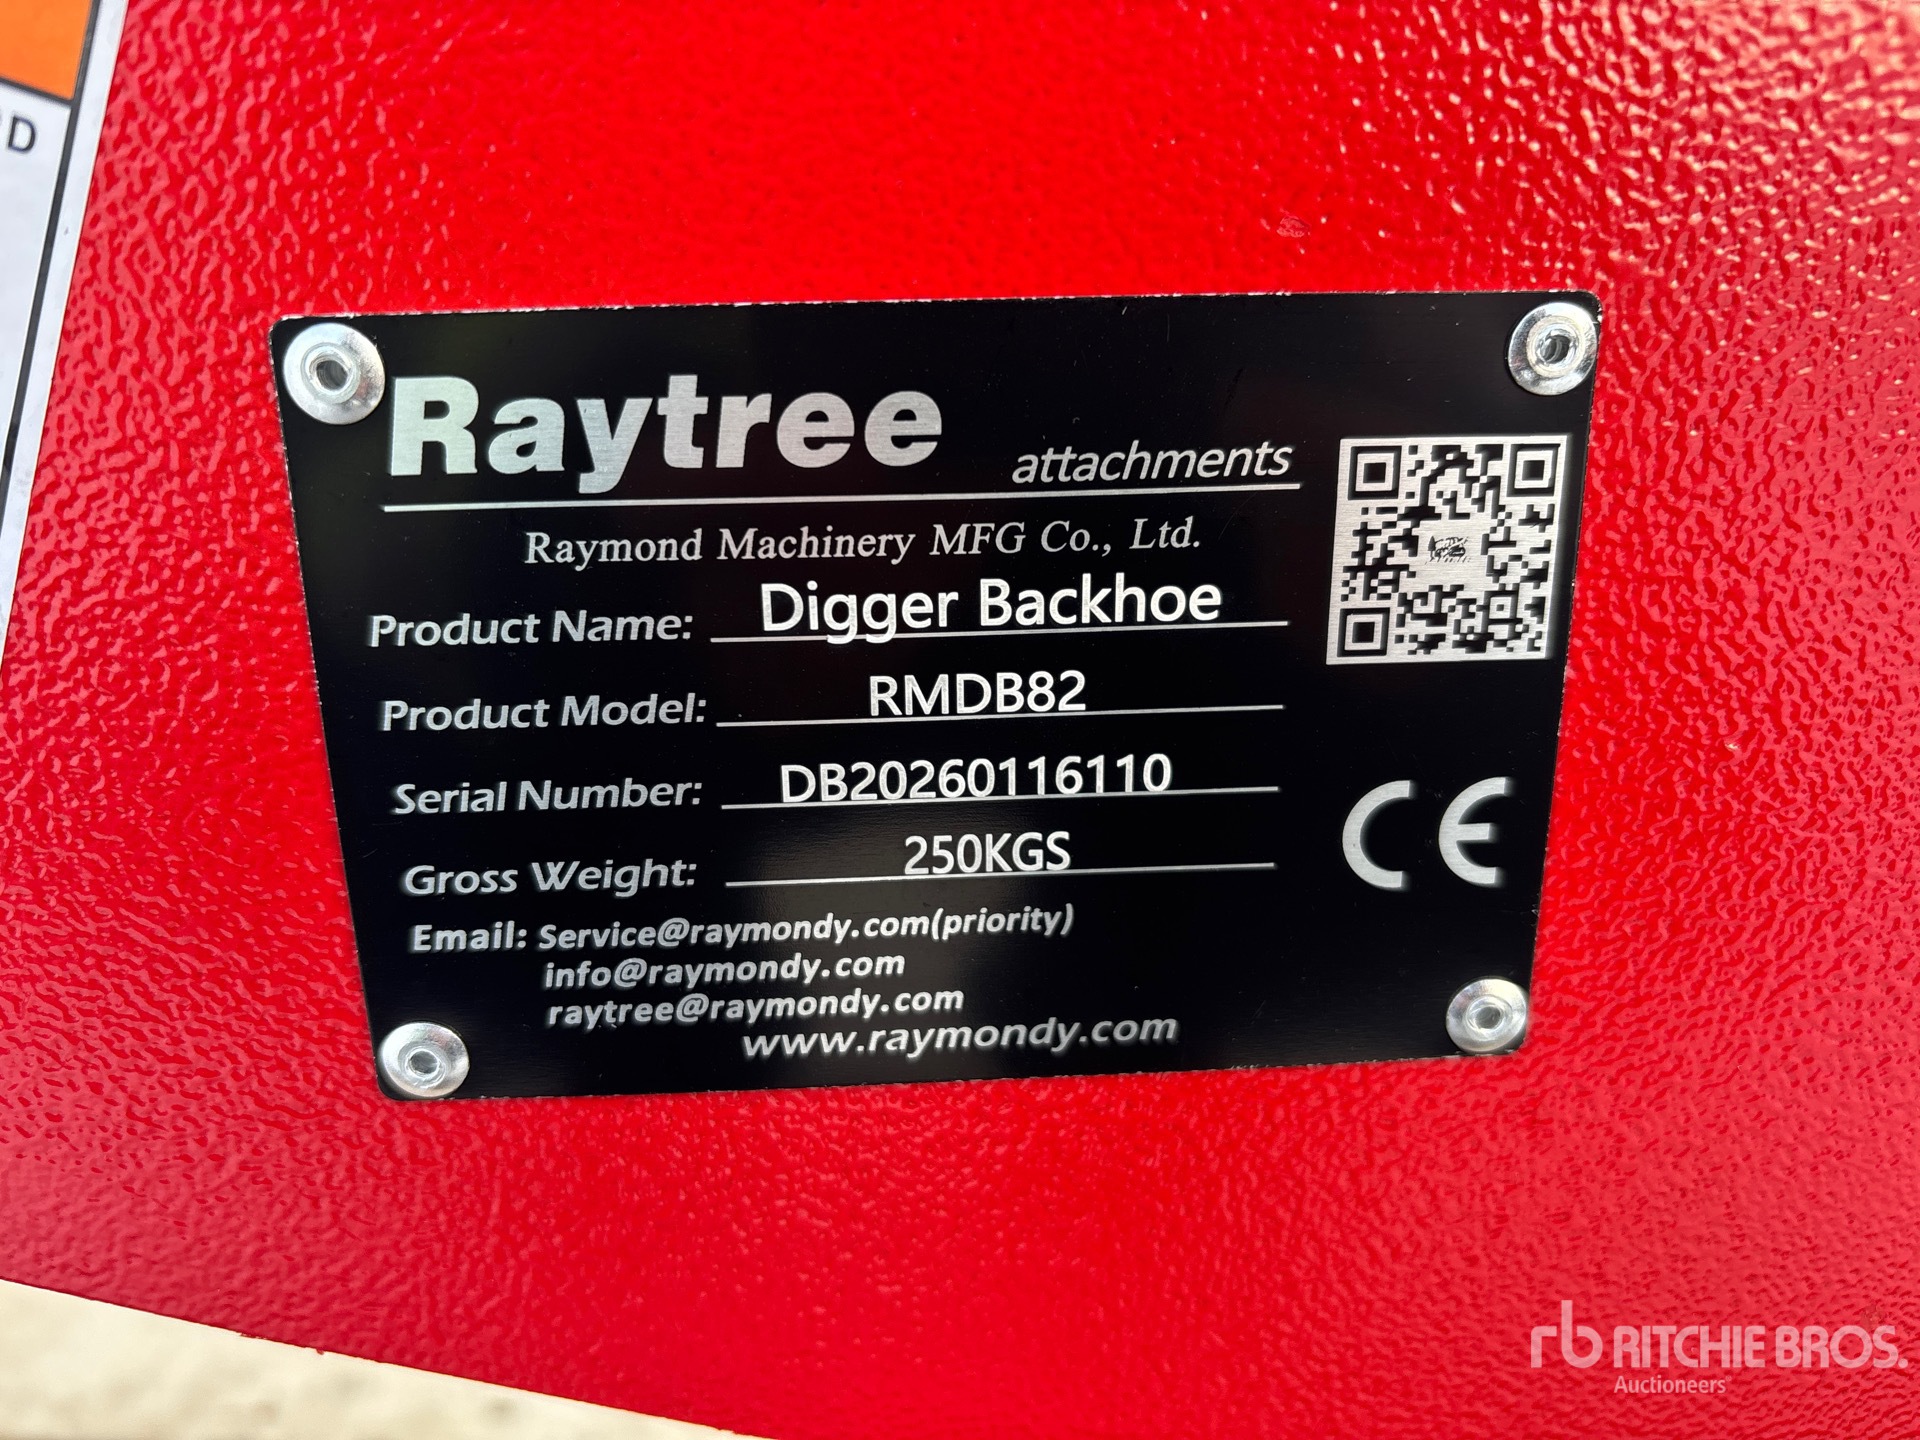 D
Raytree attachments
Raymond Machinery MFG Co., Ltd.
Product Name: Digger Backhoe
Product Model: RMDB82
Serial Number: DB20260116110
Gross Weight: 250KGS
Email: Service@raymondy.com(priority)
info@raymondy.com
raytree@raymondy.com
www.raymondy.com
CE
rb RITCHIE BROS.
Auctioneers